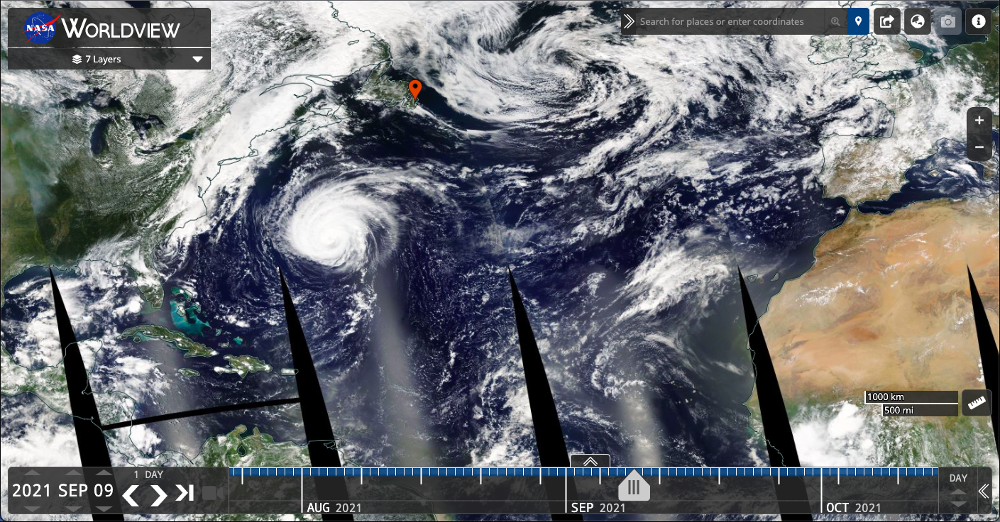 NASA WORLDVIEW
7 Layers
Search for places or enter coordinates
1000 km
500 mi
1 DAY
2021 SEP 09
AUG 2021
SEP 2021
OCT 2021
DAY